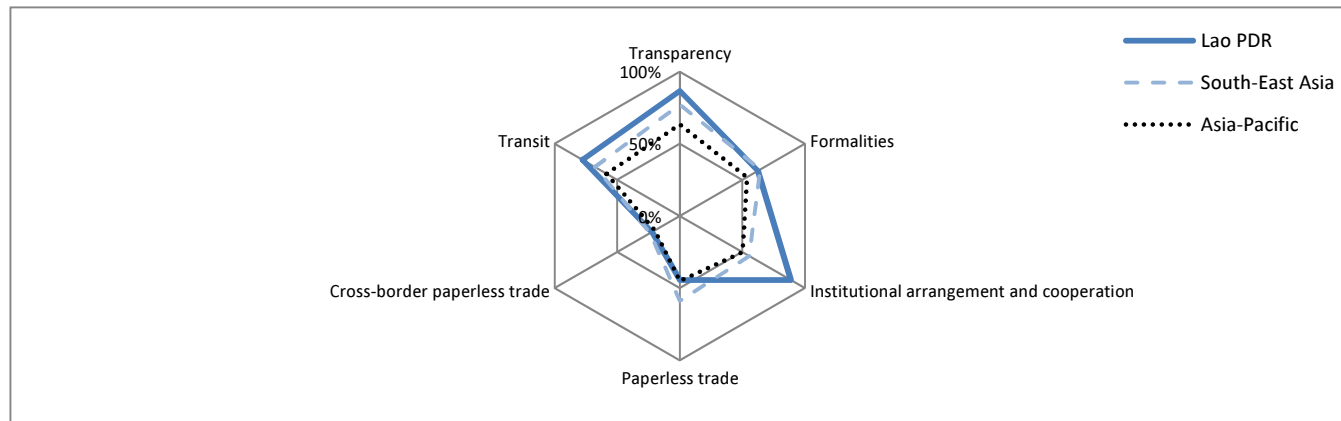 Lao PDR
South-East Asia
Asia-Pacific
Transparency
100%
Transit
50%
Formalities
0%
Cross-border paperless trade
Institutional arrangement and cooperation
Paperless trade